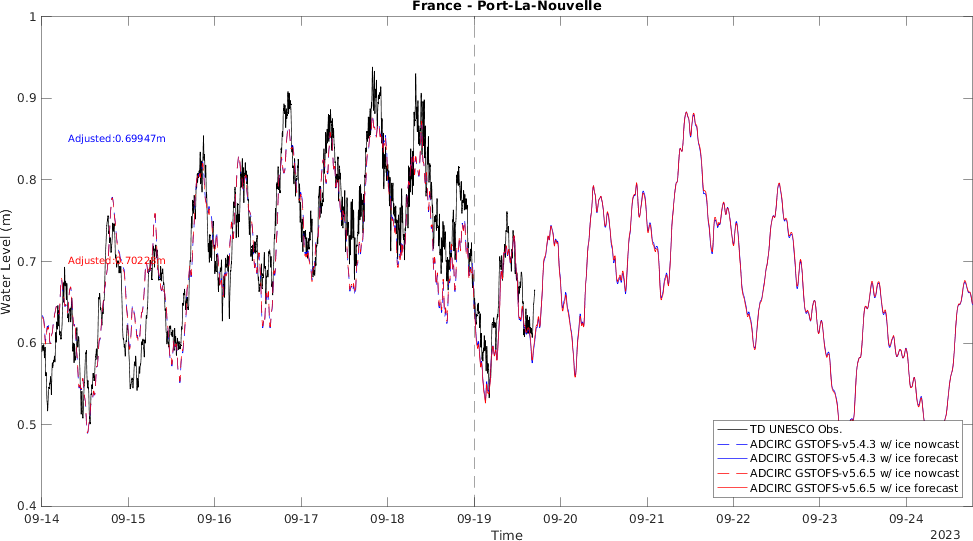 France - Port-La-Nouvelle
1
0.9
0.8
0.7
0.6
0.5
0.4
Water Level (m)
Adjusted:0.69947m
TD UNESCO Obs.
ADCIRC GSTOFS-v5.4.3 w/ ice nowcast
ADCIRC GSTOFS-v5.4.3 w/ ice forecast
ADCIRC GSTOFS-v5.6.5 w/ ice nowcast
ADCIRC GSTOFS-v5.6.5 w/ ice forecast
09-14 09-15 09-16 09-17 09-18 09-19 09-20 09-21 09-22 09-23 09-24
Time
2023